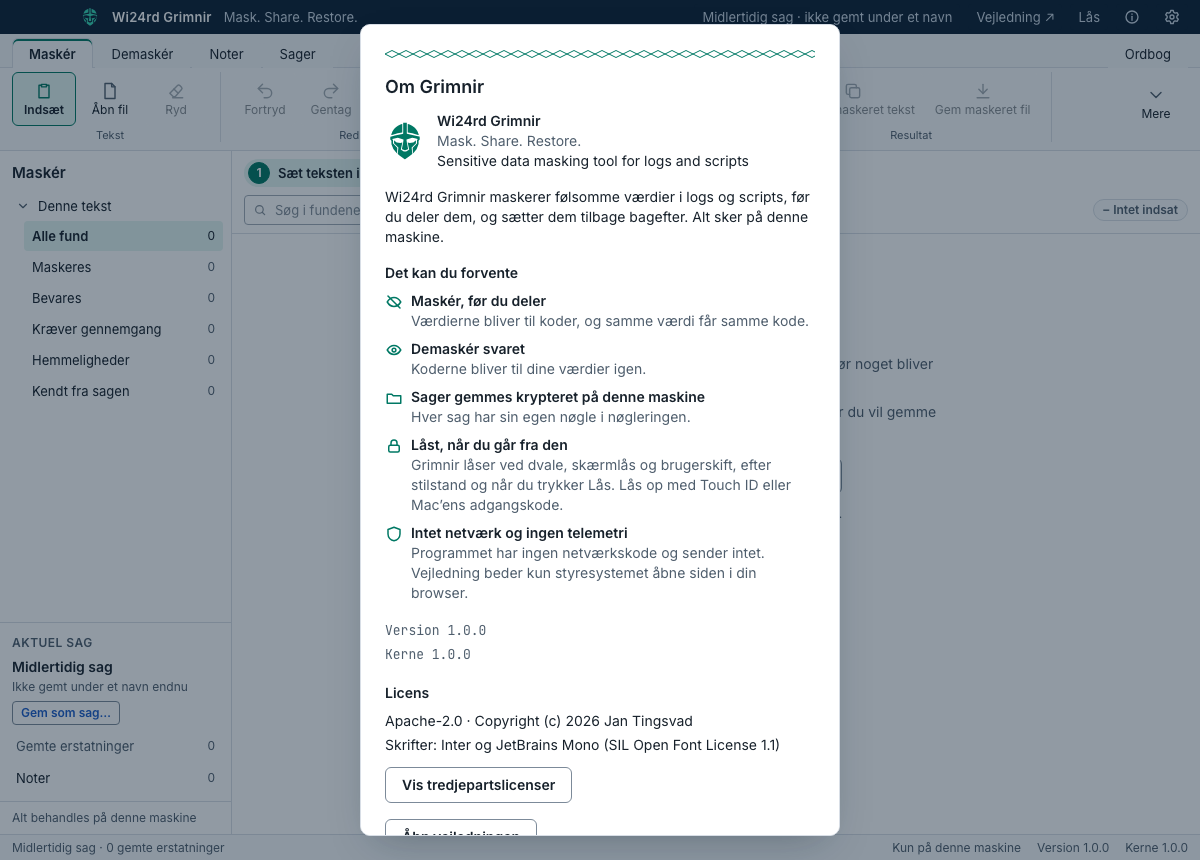 Wi24rd Grimnir Mask. Share. Restore. Midlertidig sag · ikke gemt under et navn Vejledning ↗ Lås
Maskér Demaskér Noter Sager Ordbog
Indsæt Åbn fil Ryd Fortryd Gentag maskeret tekst Gem maskeret fil Mere
Tekst Red Resultat
Maskér
Denne tekst
Alle fund 0
Maskeres 0
Bevares 0
Kræver gennemgang 0
Hemmeligheder 0
Kendt fra sagen 0
AKTUEL SAG
Midlertidig sag
Ikke gemt under et navn endnu
Gem som sag...
Gemte erstatninger 0
Noter 0
Alt behandles på denne maskine
1 Sæt teksten i
Søg i fundene
– Intet indsat
ør noget bliver
r du vil gemme
Om Grimnir
Wi24rd Grimnir
Mask. Share. Restore.
Sensitive data masking tool for logs and scripts
Wi24rd Grimnir maskerer følsomme værdier i logs og scripts, før
du deler dem, og sætter dem tilbage bagefter. Alt sker på denne
maskine.
Det kan du forvente
Maskér, før du deler
Værdierne bliver til koder, og samme værdi får samme kode.
Demaskér svaret
Koderne bliver til dine værdier igen.
Sager gemmes krypteret på denne maskine
Hver sag har sin egen nøgle i nøgleringen.
Låst, når du går fra den
Grimnir låser ved dvale, skærmlås og brugerskift, efter
stilstand og når du trykker Lås. Lås op med Touch ID eller
Mac’ens adgangskode.
Intet netværk og ingen telemetri
Programmet har ingen netværkskode og sender intet.
Vejledning beder kun styresystemet åbne siden i din
browser.
Version 1.0.0
Kerne 1.0.0
Licens
Apache-2.0 · Copyright (c) 2026 Jan Tingsvad
Skrifter: Inter og JetBrains Mono (SIL Open Font License 1.1)
Vis tredjepartslicenser
Åbn vejledningen
Midlertidig sag · 0 gemte erstatninger Kun på denne maskine Version 1.0.0 Kerne 1.0.0